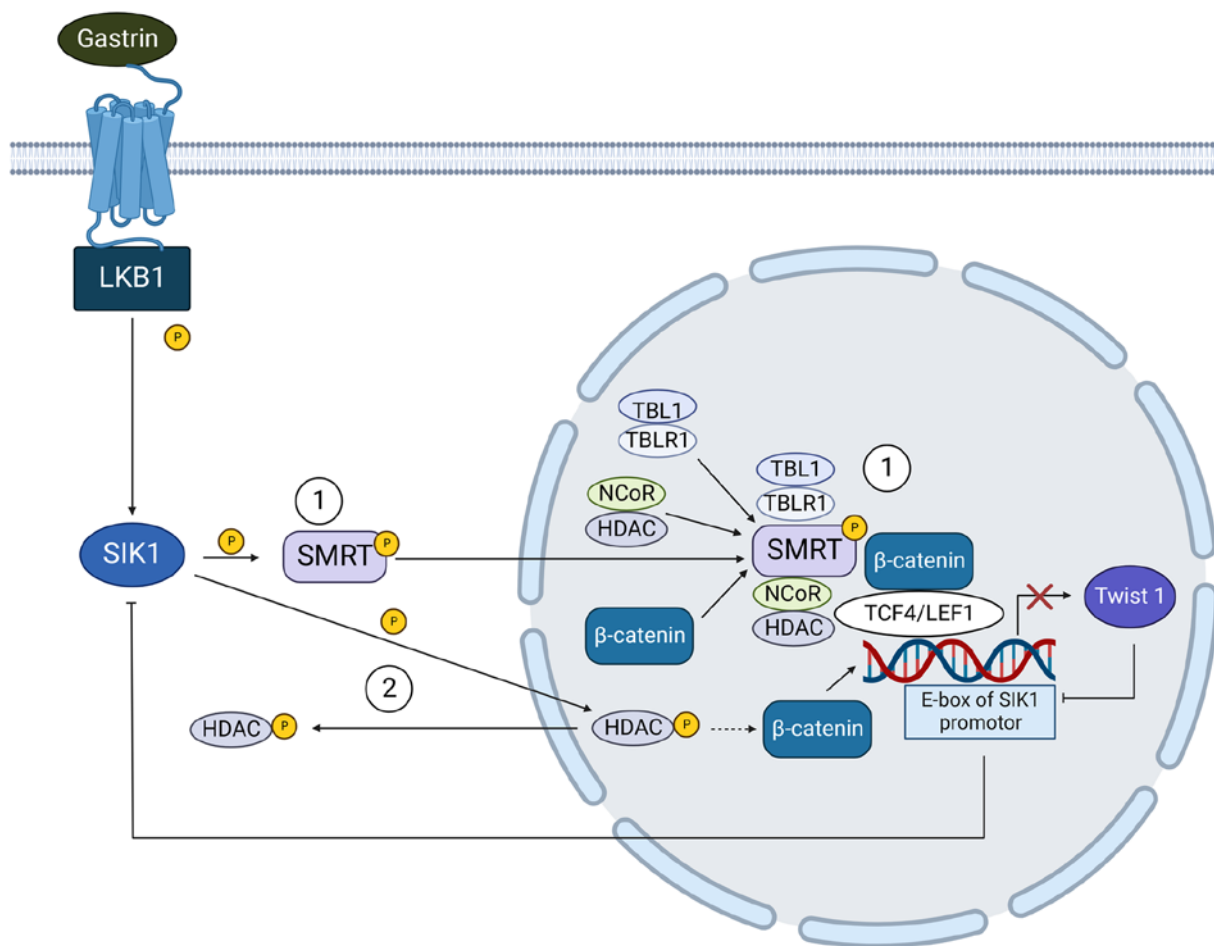 Gastrin
LKB1
P
TBL1
TBLR1
TBL1
TBLR1
1
NCoR
HDAC
1
P
SIK1
P
SMRT
P
SMRT
β-catenin
NCoR
HDAC
TCF4/LEF1
Twist 1
β-catenin
P
2
E-box of SIK1
promotor
HDAC
P
HDAC
P
β-catenin